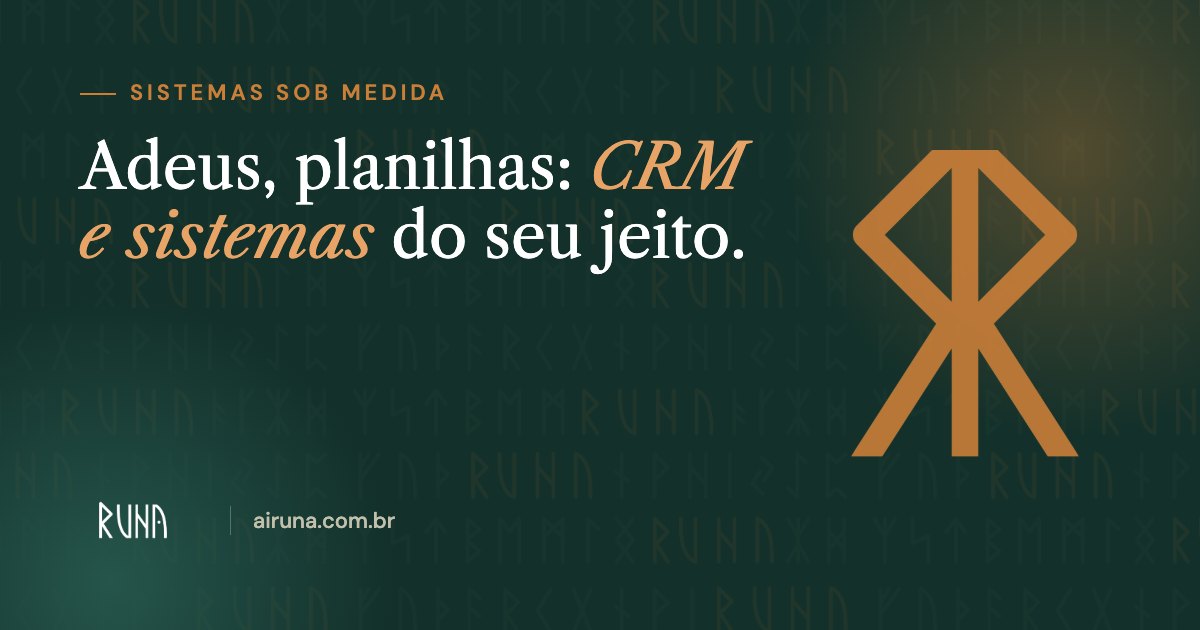 SISTEMAS SOB MEDIDA
Adeus, planilhas: CRM
e sistemas do seu jeito.
RUNA
airuna.com.br